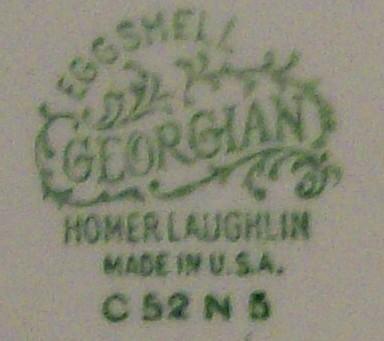 EGGSHELL
GEORGIAN
HOMER LAUGHLIN
MADE IN U.S.A.
C 52 N 5